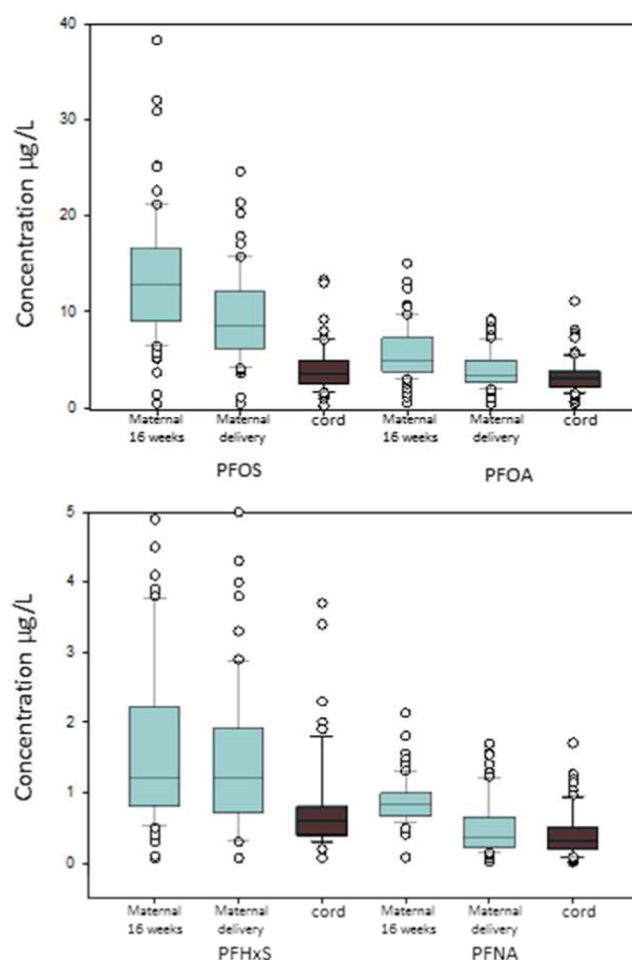 Concentration µg/L
40
30
20
10
0
Maternal
16 weeks
Maternal
delivery
cord
Maternal
16 weeks
Maternal
delivery
cord
PFOS
PFOA
Concentration µg/L
5
4
3
2
1
0
Maternal
16 weeks
Maternal
delivery
cord
Maternal
16 weeks
Maternal
delivery
cord
PFHxS
PFNA